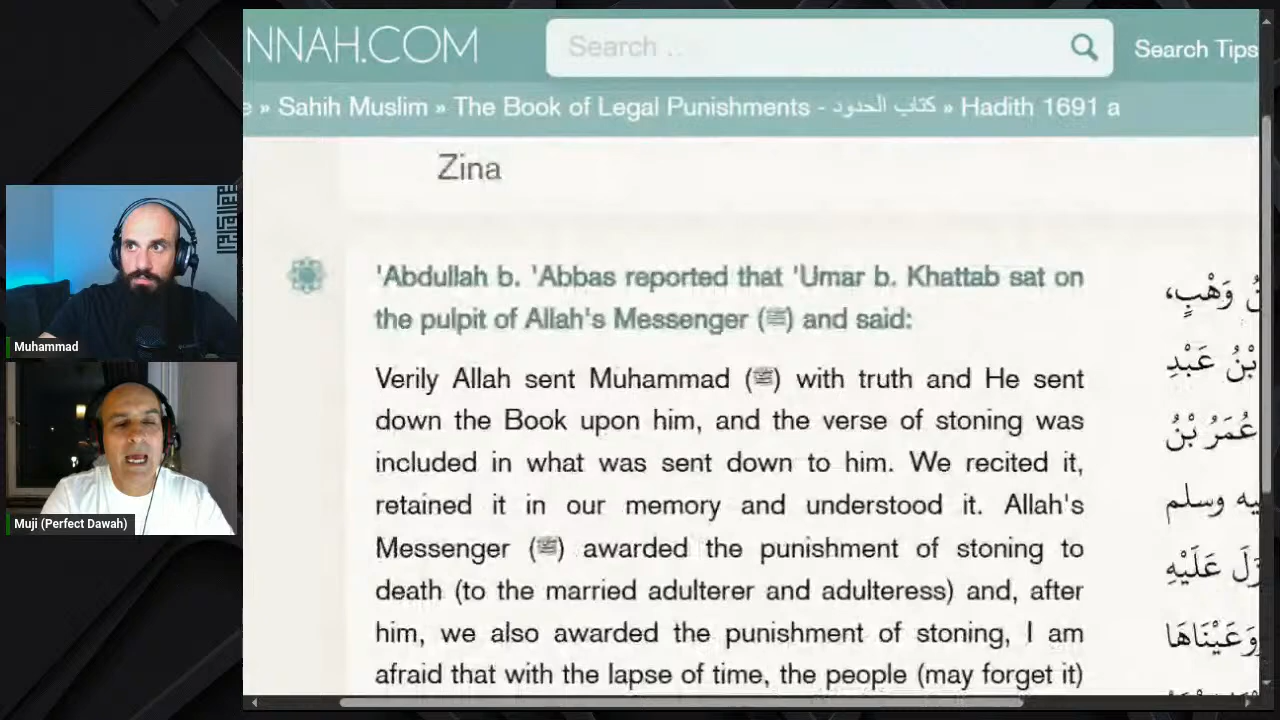 NNAH.COM
Search ...
Search Tips
e » Sahih Muslim » The Book of Legal Punishments - كتاب الحدود » Hadith 1691 a
Zina
'Abdullah b. 'Abbas reported that 'Umar b. Khattab sat on
the pulpit of Allah's Messenger (ﷺ) and said:
Verily Allah sent Muhammad (ﷺ) with truth and He sent
down the Book upon him, and the verse of stoning was
included in what was sent down to him. We recited it,
retained it in our memory and understood it. Allah's
Messenger (ﷺ) awarded the punishment of stoning to
death (to the married adulterer and adulteress) and, after
him, we also awarded the punishment of stoning, I am
afraid that with the lapse of time, the people (may forget it)
نُ وَهْبٍ،
بْنُ عَبْدِ
عُمَرُ بْنُ
يه وسلم
زَلَ عَلَيْهِ
وَعَيْنَاهَا
Muhammad
Muji (Perfect Dawah)